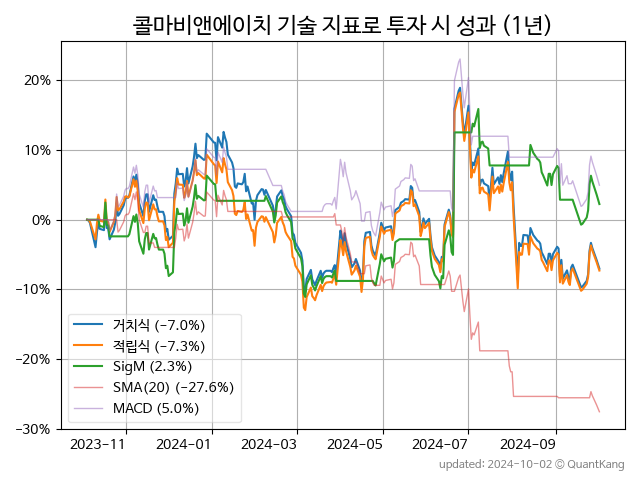 콜마비앤에이치 기술 지표로 투자 시 성과 (1년)
20%
10%
0%
−10%
−20%
−30%
거치식 (−7.0%)
적립식 (−7.3%)
SigM (2.3%)
SMA(20) (−27.6%)
MACD (5.0%)
2023-11
2024-01
2024-03
2024-05
2024-07
2024-09
updated: 2024-10-02 ⓒ QuantKang